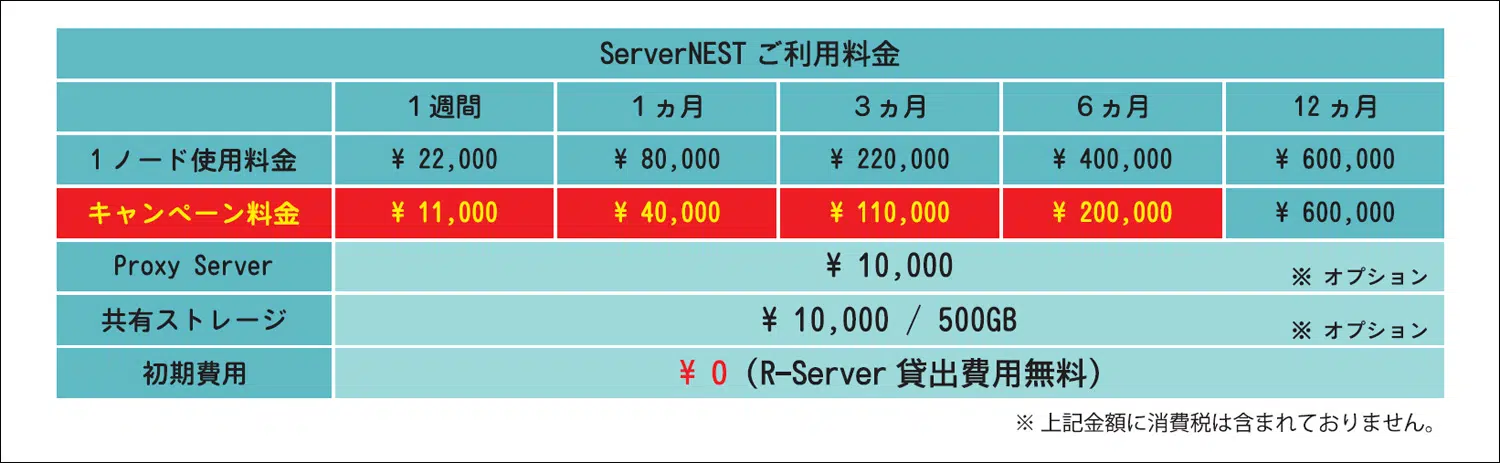 ServerNEST ご利用料金
1週間 1ヵ月 3ヵ月 6ヵ月 12ヵ月
1ノード使用料金 ¥ 22,000 ¥ 80,000 ¥ 220,000 ¥ 400,000 ¥ 600,000
キャンペーン料金 ¥ 11,000 ¥ 40,000 ¥ 110,000 ¥ 200,000 ¥ 600,000
Proxy Server ¥ 10,000 ※ オプション
共有ストレージ ¥ 10,000 / 500GB ※ オプション
初期費用 ¥ 0 (R-Server 貸出費用無料)
※ 上記金額に消費税は含まれておりません。